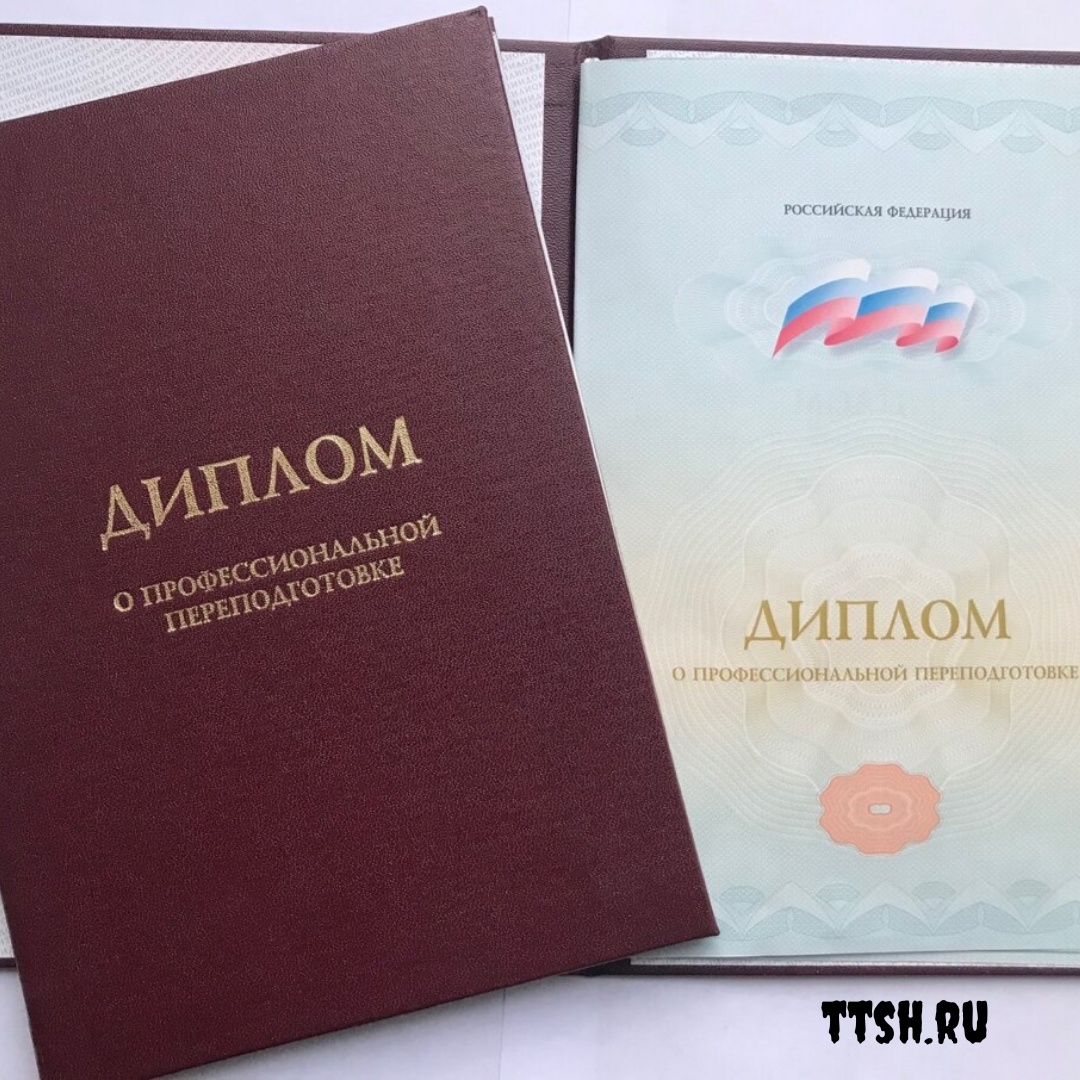 ДИПЛОМ
О ПРОФЕССИОНАЛЬНОЙ
ПЕРЕПОДГОТОВКЕ
РОССИЙСКАЯ ФЕДЕРАЦИЯ
ДИПЛОМ
О ПРОФЕССИОНАЛЬНОЙ ПЕРЕПОДГОТОВКЕ
TTSH.RU